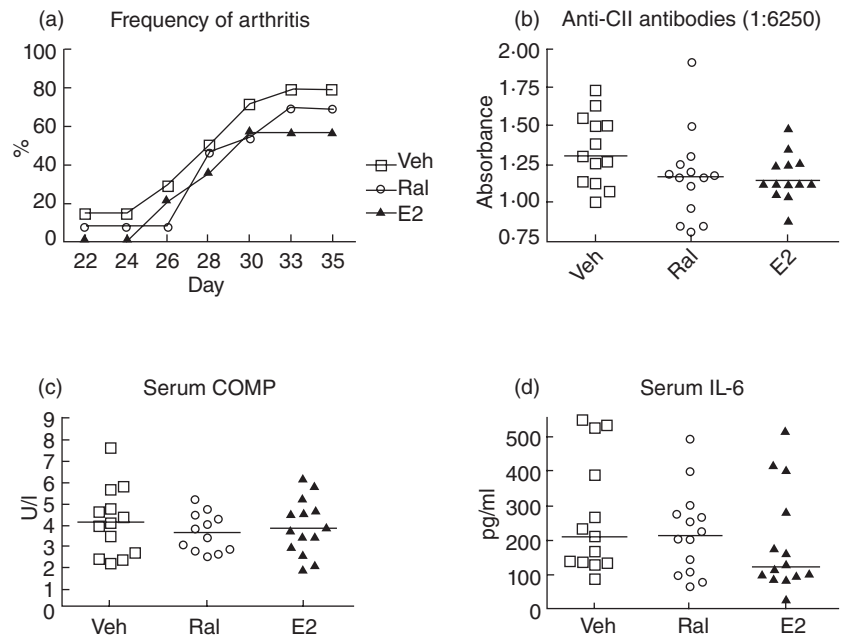 (a) Frequency of arthritis
100
80
60
40
20
0
%
22 24 26 28 30 33 35
Day
Veh
Ral
E2
(b) Anti-CII antibodies (1:6250)
2·00
1·75
1·50
1·25
1·00
0·75
Absorbance
Veh Ral E2
(c) Serum COMP
9
8
7
6
5
4
3
2
1
0
U/l
Veh Ral E2
(d) Serum IL-6
500
400
300
200
100
0
pg/ml
Veh Ral E2